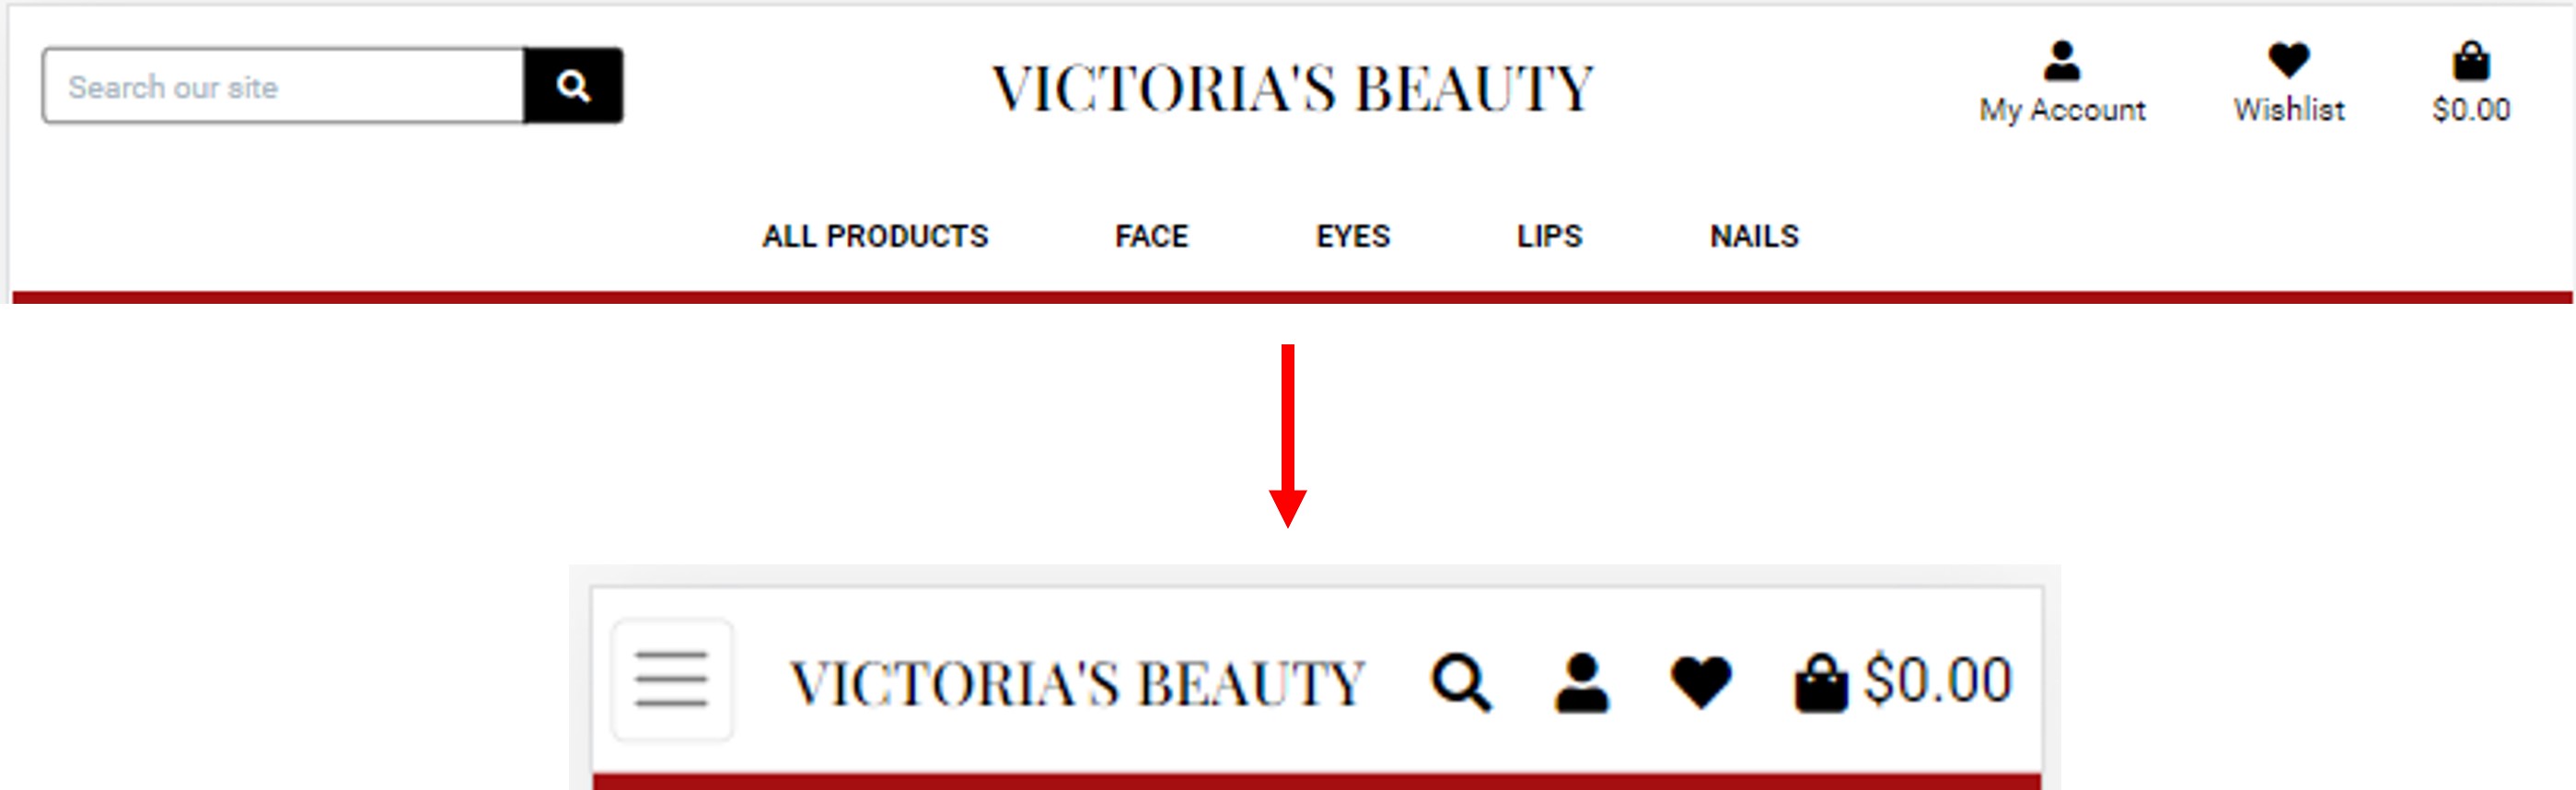 Search our site
VICTORIA'S BEAUTY
My Account
Wishlist
$0.00
ALL PRODUCTS
FACE
EYES
LIPS
NAILS
VICTORIA'S BEAUTY
$0.00